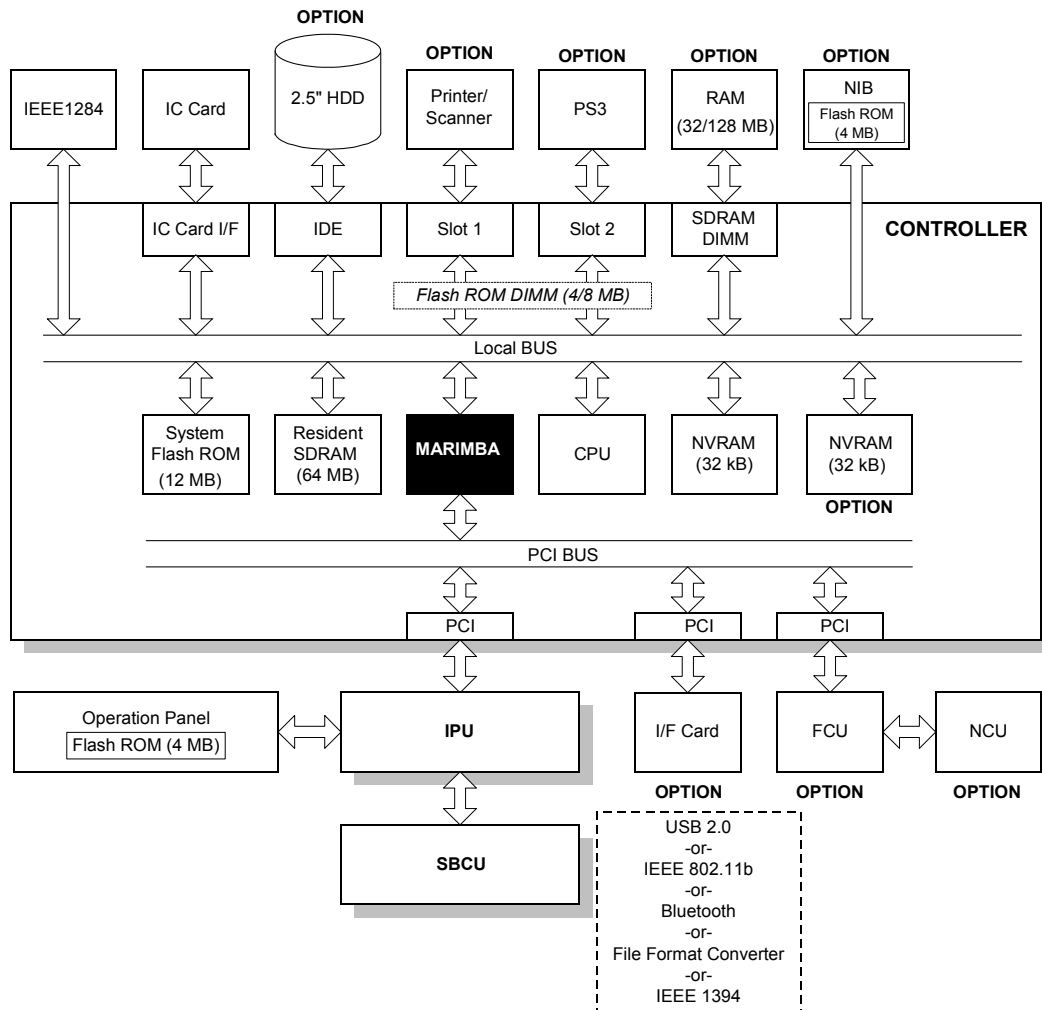 OPTION
OPTION
OPTION
OPTION
OPTION
IEEE1284
IC Card
2.5" HDD
Printer/
Scanner
PS3
RAM
(32/128 MB)
NIB
Flash ROM
(4 MB)
IC Card I/F
IDE
Slot 1
Slot 2
SDRAM
DIMM
CONTROLLER
Flash ROM DIMM (4/8 MB)
Local BUS
System
Flash ROM
(12 MB)
Resident
SDRAM
(64 MB)
MARIMBA
CPU
NVRAM
(32 kB)
NVRAM
(32 kB)
OPTION
PCI BUS
PCI
PCI
PCI
Operation Panel
Flash ROM (4 MB)
IPU
I/F Card
FCU
NCU
OPTION
OPTION
OPTION
SBCU
USB 2.0
-or-
IEEE 802.11b
-or-
Bluetooth
-or-
File Format Converter
-or-
IEEE 1394